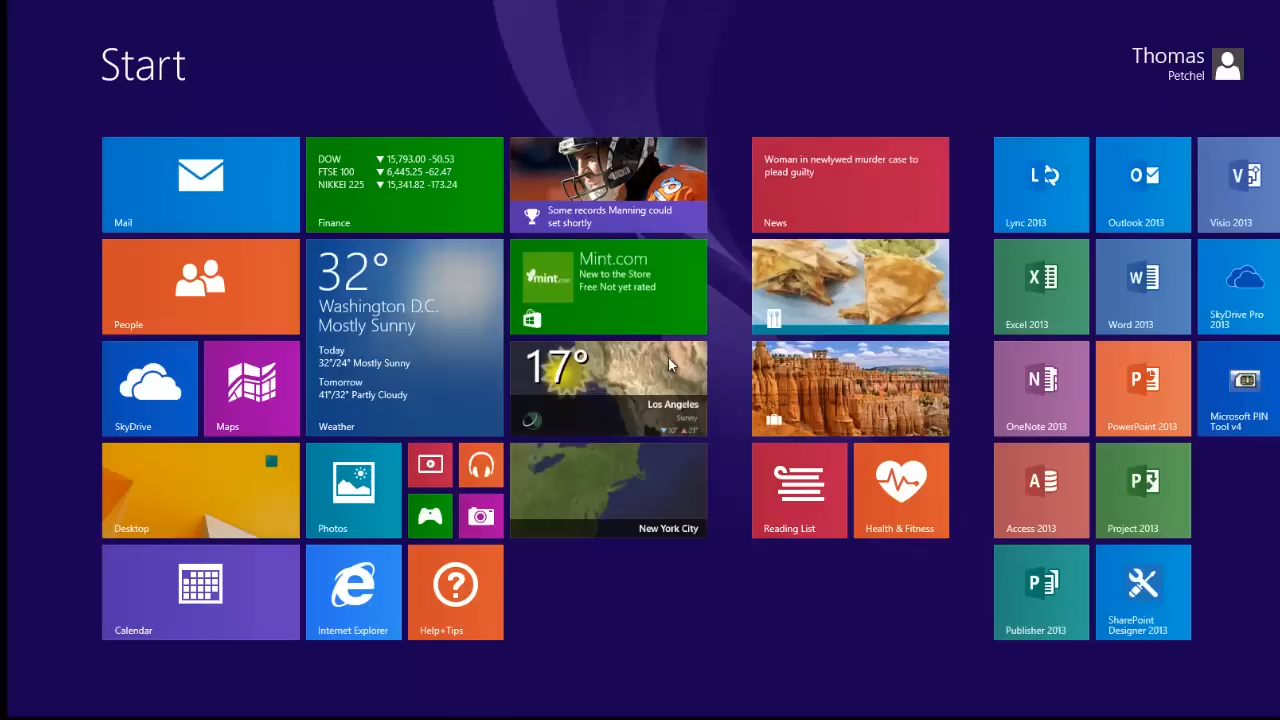 Start
Thomas
Petchel
Mail
DOW ▼ 15,793.00 -50.53
FTSE 100 ▼ 6,445.25 -62.47
NIKKEI 225 ▼ 15,341.82 -173.24
Finance
Some records Manning could
set shortly
Woman in newlywed murder case to
plead guilty
News
Lync 2013
Outlook 2013
Visio 2013
People
32°
Washington D.C.
Mostly Sunny
Today
32°/24° Mostly Sunny
Tomorrow
41°/32° Partly Cloudy
Weather
mint.com
Mint.com
New to the Store
Free Not yet rated
Excel 2013
Word 2013
SkyDrive Pro
2013
SkyDrive
Maps
17°
Los Angeles
Sunny
▼10° ▲21°
OneNote 2013
PowerPoint 2013
Microsoft PIN
Tool v4
Desktop
Photos
New York City
Reading List
Health & Fitness
Access 2013
Project 2013
Calendar
Internet Explorer
Help+Tips
Publisher 2013
SharePoint
Designer 2013